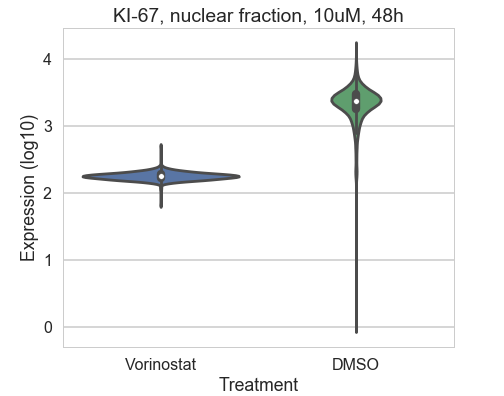 KI-67, nuclear fraction, 10uM, 48h
Expression (log10)
4
3
2
1
0
Vorinostat DMSO
Treatment